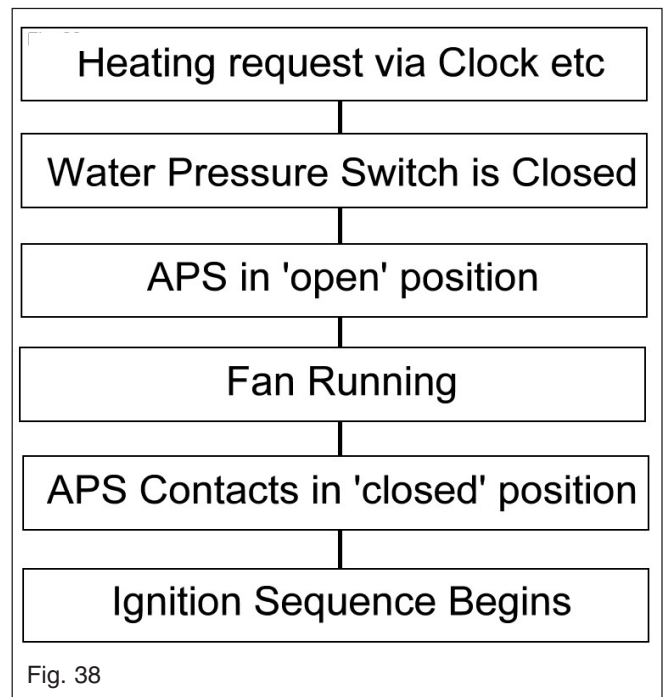 Heating request via Clock etc
Water Pressure Switch is Closed
APS in 'open' position
Fan Running
APS Contacts in 'closed' position
Ignition Sequence Begins
Fig. 38